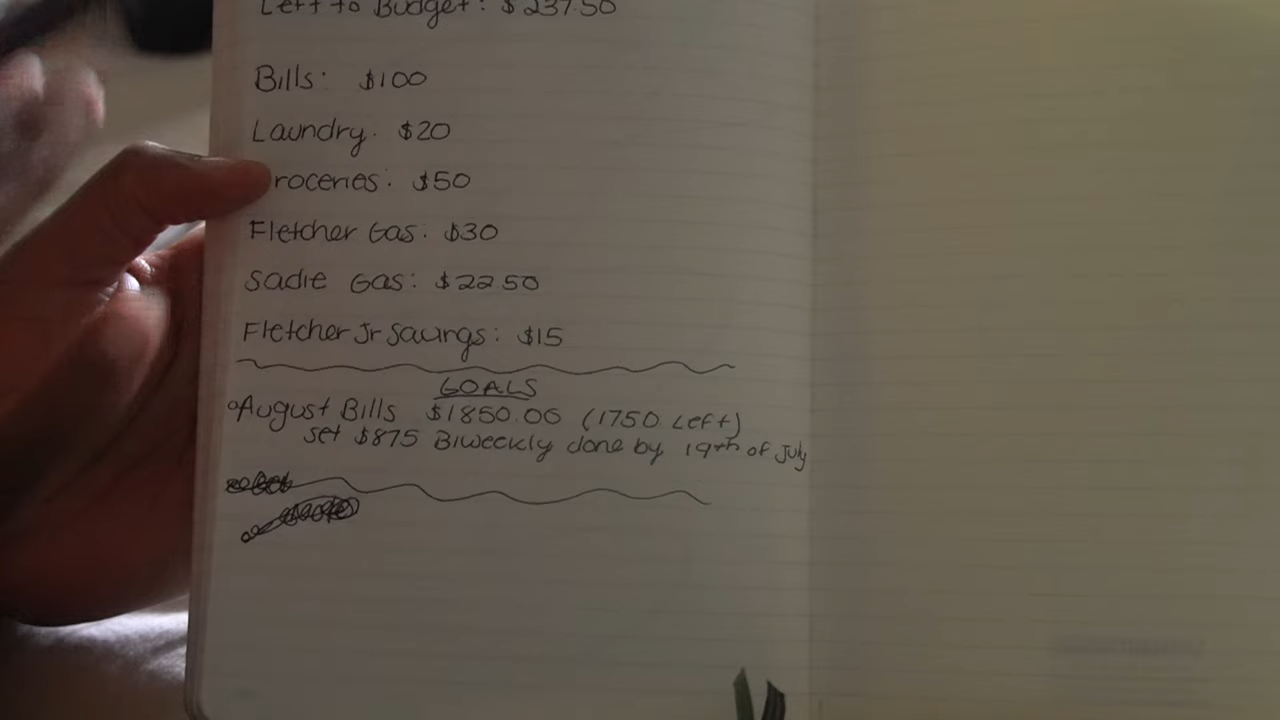 Left to Budget: $237.50
Bills: $100
Laundry. $20
roceries: $50
Fletcher Gas: $30
Sadie Gas: $22.50
Fletcher Jr Savings: $15
GOALS
August Bills $1850.00 (1750 Left)
set $875 Biweekly done by 19th of July